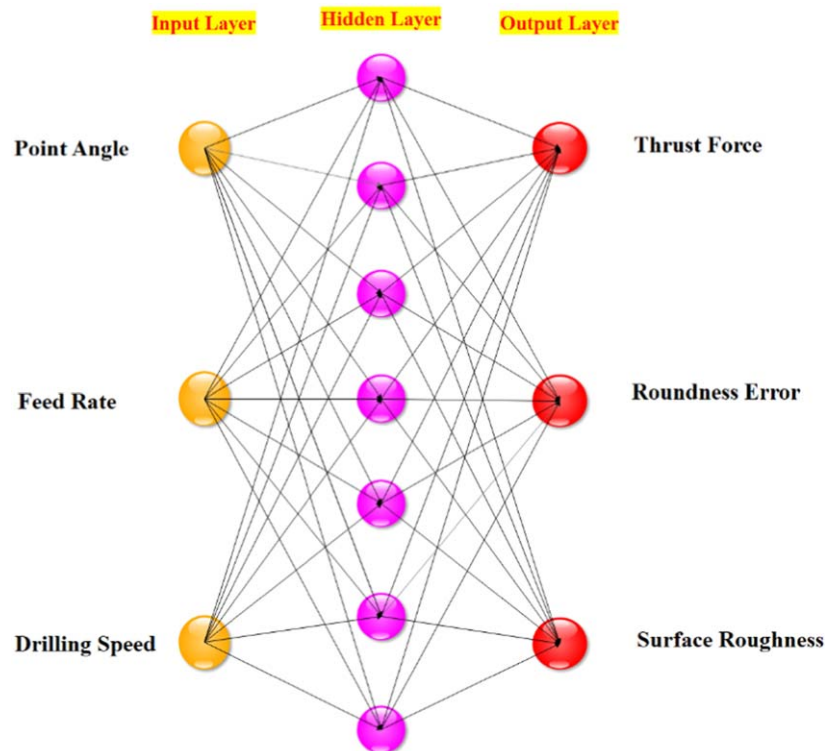 Input Layer
Hidden Layer
Output Layer
Point Angle
Thrust Force
Feed Rate
Roundness Error
Drilling Speed
Surface Roughness